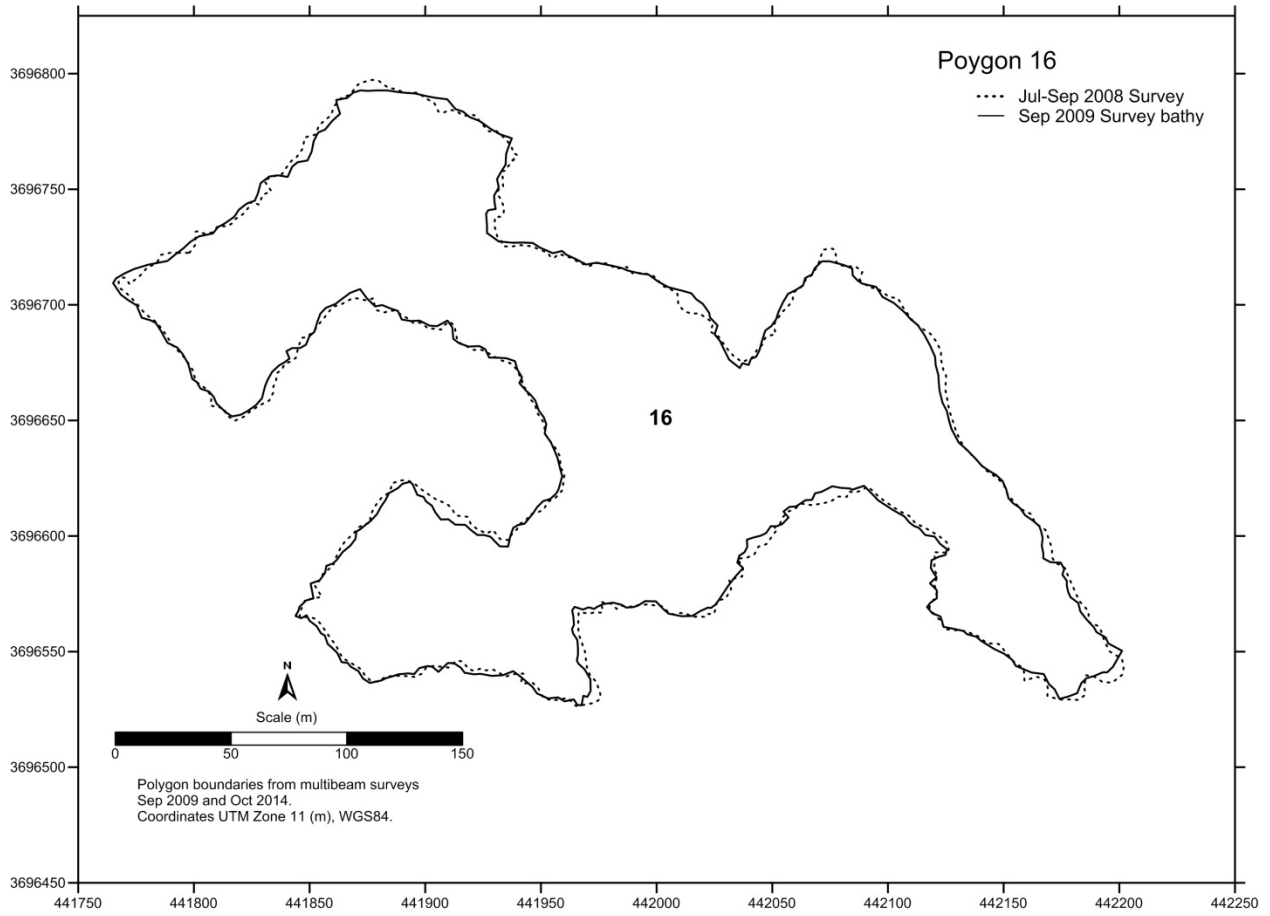 Poygon 16
Jul-Sep 2008 Survey
Sep 2009 Survey bathy
3696800
3696750
3696700
3696650
3696600
3696550
3696500
3696450
16
N
Scale (m)
0 50 100 150
Polygon boundaries from multibeam surveys
Sep 2009 and Oct 2014.
Coordinates UTM Zone 11 (m), WGS84.
441750 441800 441850 441900 441950 442000 442050 442100 442150 442200 442250